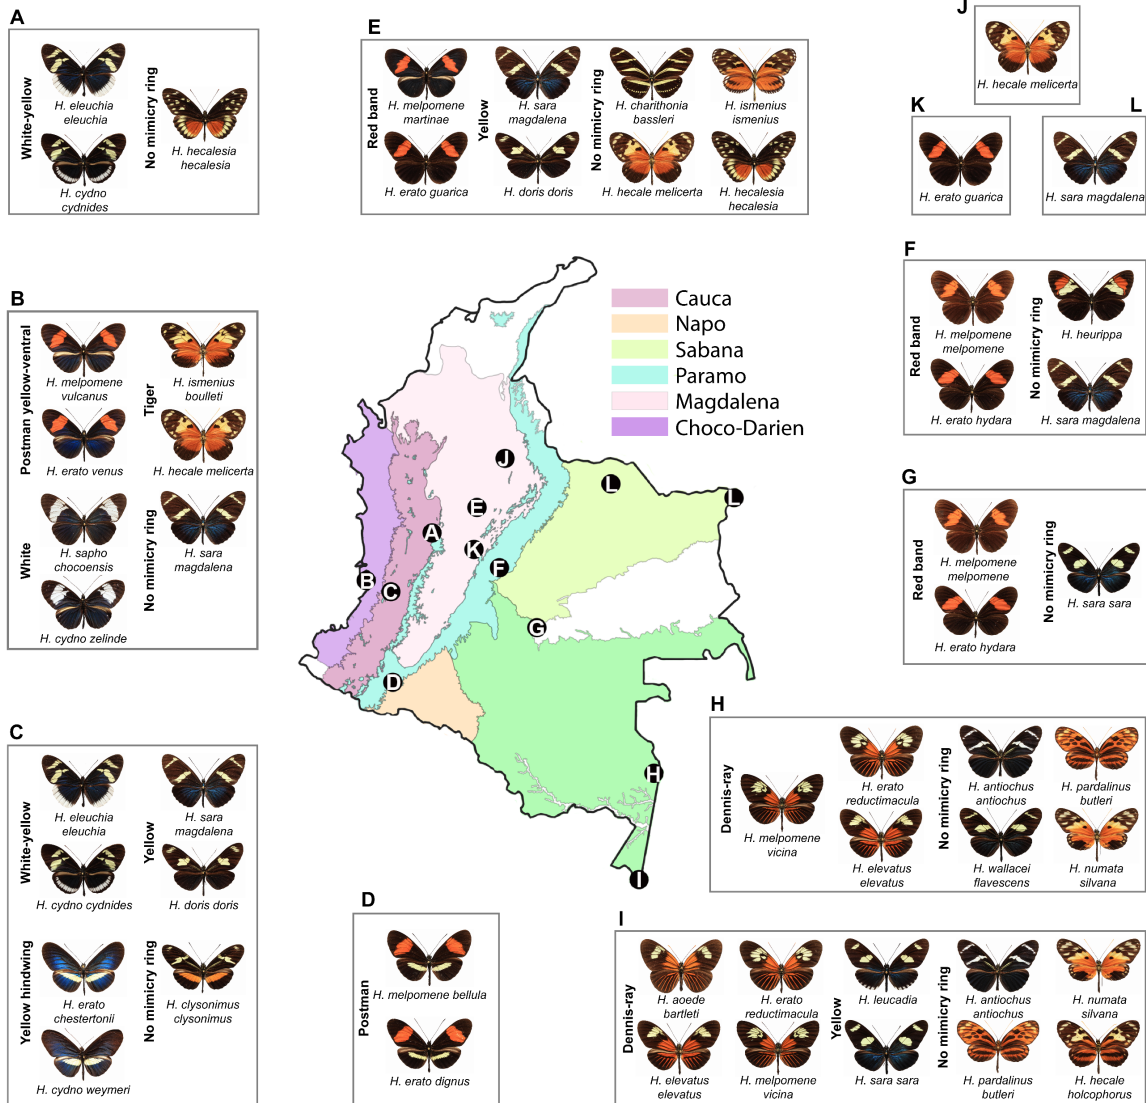 A
White-yellow
H. eleuchia
eleuchia
H. cydno
cydnides
No mimicry ring
H. hecalesia
hecalesia
E
Red band
H. melpomene
martinae
H. erato guarica
Yellow
H. sara
magdalena
H. doris doris
No mimicry ring
H. charithonia
bassleri
H. ismenius
ismenius
H. hecale melicerta
H. hecalesia
hecalesia
J
H. hecale melicerta
K
H. erato guarica
L
H. sara magdalena
B
Postman yellow-ventral
H. melpomene
vulcanus
H. erato venus
Tiger
H. ismenius
boulleti
H. hecale melicerta
White
H. sapho
chocoensis
H. cydno zelinde
No mimicry ring
H. sara
magdalena
Cauca
Napo
Sabana
Paramo
Magdalena
Choco-Darien
J
L
L
E
A
K
F
B
C
G
D
H
I
F
Red band
H. melpomene
melpomene
H. erato hydara
No mimicry ring
H. heurippa
H. sara magdalena
G
Red band
H. melpomene
melpomene
H. erato hydara
No mimicry ring
H. sara sara
C
White-yellow
H. eleuchia
eleuchia
H. cydno cydnides
Yellow
H. sara
magdalena
H. doris doris
Yellow hindwing
H. erato
chestertonii
H. cydno weymeri
No mimicry ring
H. clysonimus
clysonimus
D
Postman
H. melpomene bellula
H. erato dignus
H
Dennis-ray
H. melpomene
vicina
H. erato
reductimacula
H. elevatus
elevatus
No mimicry ring
H. antiochus
antiochus
H. pardalinus
butleri
H. wallacei
flavescens
H. numata
silvana
I
Dennis-ray
H. aoede
bartleti
H. erato
reductimacula
H. elevatus
elevatus
H. melpomene
vicina
Yellow
H. leucadia
H. sara sara
No mimicry ring
H. antiochus
antiochus
H. numata
silvana
H. pardalinus
butleri
H. hecale
holcophorus